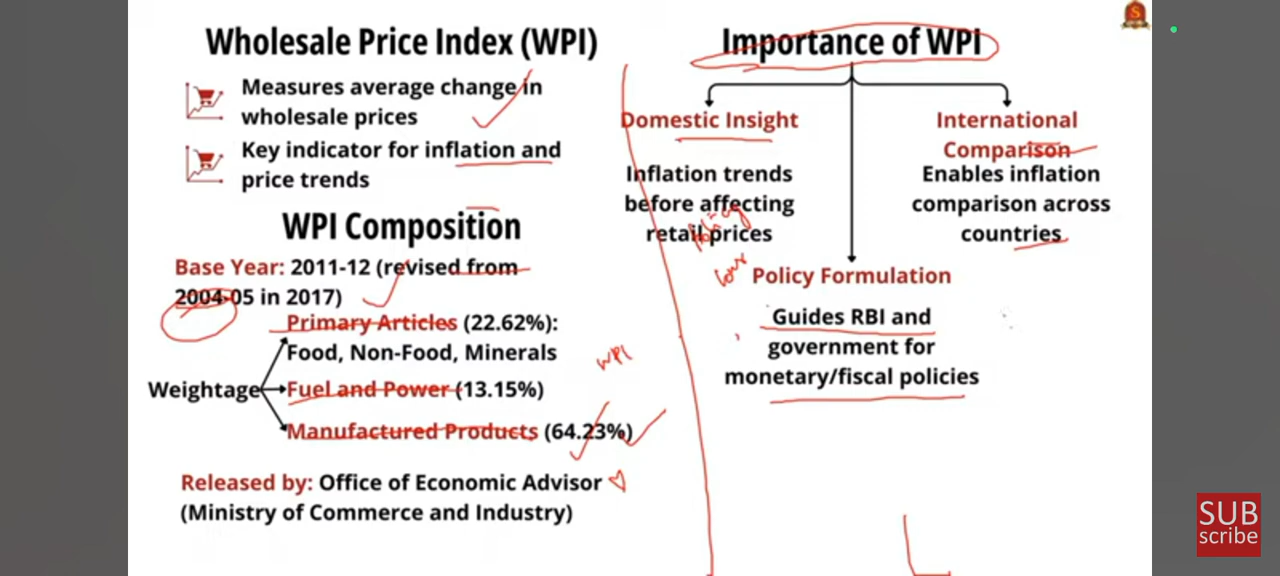 Wholesale Price Index (WPI)
Measures average change in
wholesale prices
Key indicator for inflation and
price trends
WPI Composition
Base Year: 2011-12 (revised from
2004-05 in 2017)
Primary Articles (22.62%):
Food, Non-Food, Minerals
Weightage
Fuel and Power (13.15%)
Manufactured Products (64.23%)
WPI
Released by: Office of Economic Advisor
(Ministry of Commerce and Industry)
Importance of WPI
Domestic Insight
Inflation trends
before affecting
retail prices
Policy
International
Comparison
Enables inflation
comparison across
countries
Policy Formulation
Guides RBI and
government for
monetary/fiscal policies
S
SUB
scribe